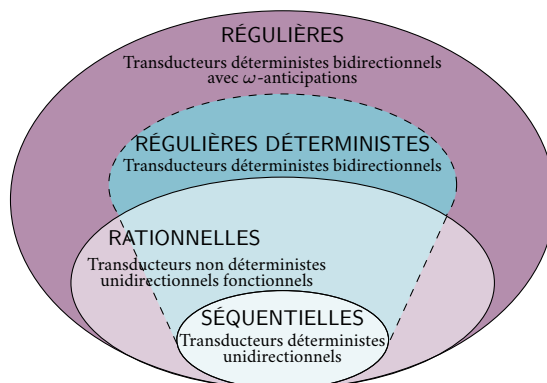 RÉGULIÈRES
Transducteurs déterministes bidirectionnels
avec ω-anticipations
RÉGULIÈRES DÉTERMINISTES
Transducteurs déterministes bidirectionnels
RATIONNELLES
Transducteurs non déterministes
unidirectionnels fonctionnels
SÉQUENTIELLES
Transducteurs déterministes
unidirectionnels